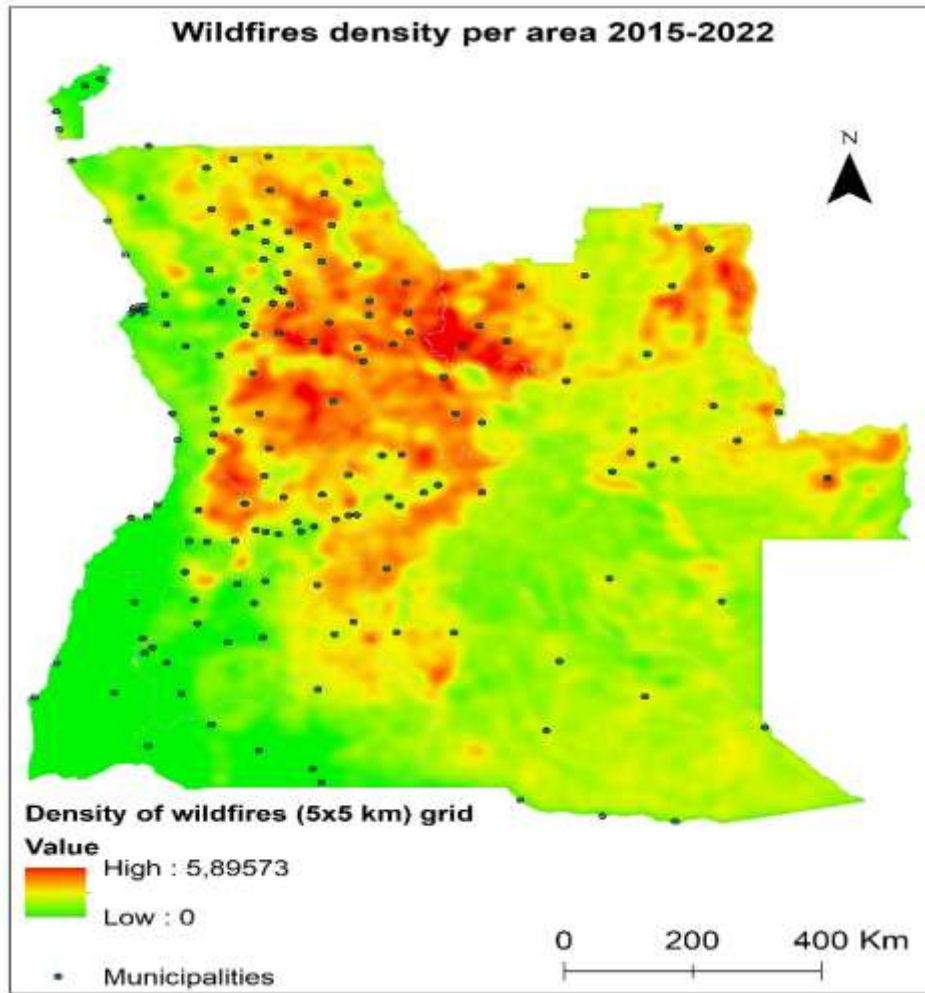 Wildfires density per area 2015-2022
N
Density of wildfires (5x5 km) grid
Value
High : 5,89573
Low : 0
0 200 400 Km
Municipalities